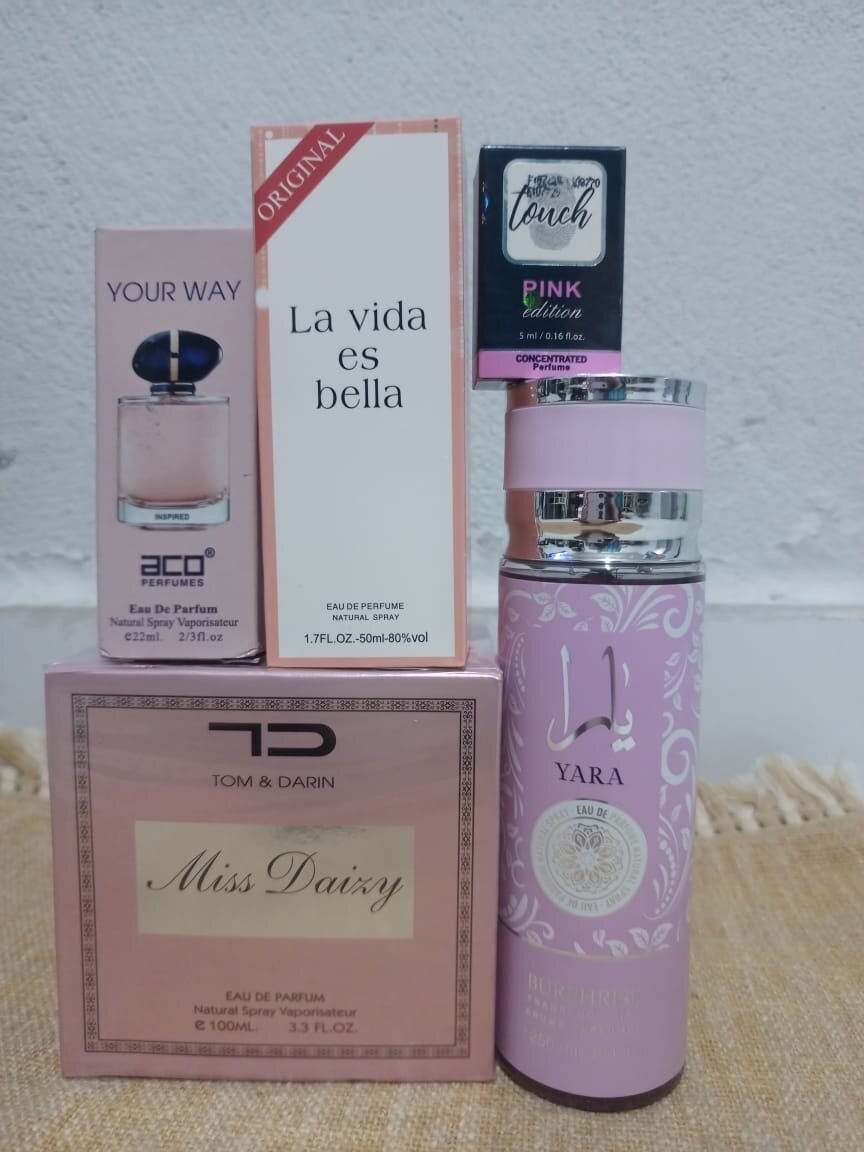 YOUR WAY
INSPIRED
aco®
PERFUMES
Eau De Parfum
Natural Spray Vaporisateur
e22ml. 2/3fl.oz
ORIGINAL
La vida
es
bella
EAU DE PERFUME
NATURAL SPRAY
1.7FL.OZ.-50ml-80%vol
touch
PINK
edition
5 ml / 0.16 fl.oz.
CONCENTRATED
Perfume
TD
TOM & DARIN
Miss Daizy
EAU DE PARFUM
Natural Spray Vaporisateur
e 100ML. 3.3 FL.OZ.
يارا
YARA
EAU DE PARFUM NATURAL SPRAY